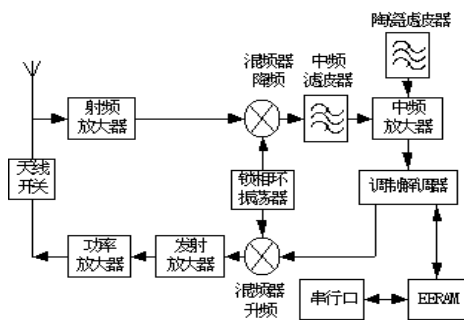 陶瓷滤波器
混频器
降频
中频
滤波器
射频
放大器
中频
放大器
天线
开关
锁相环
振荡器
调制解调器
功率
放大器
发射
放大器
混频器
升频
串行口
EERAM